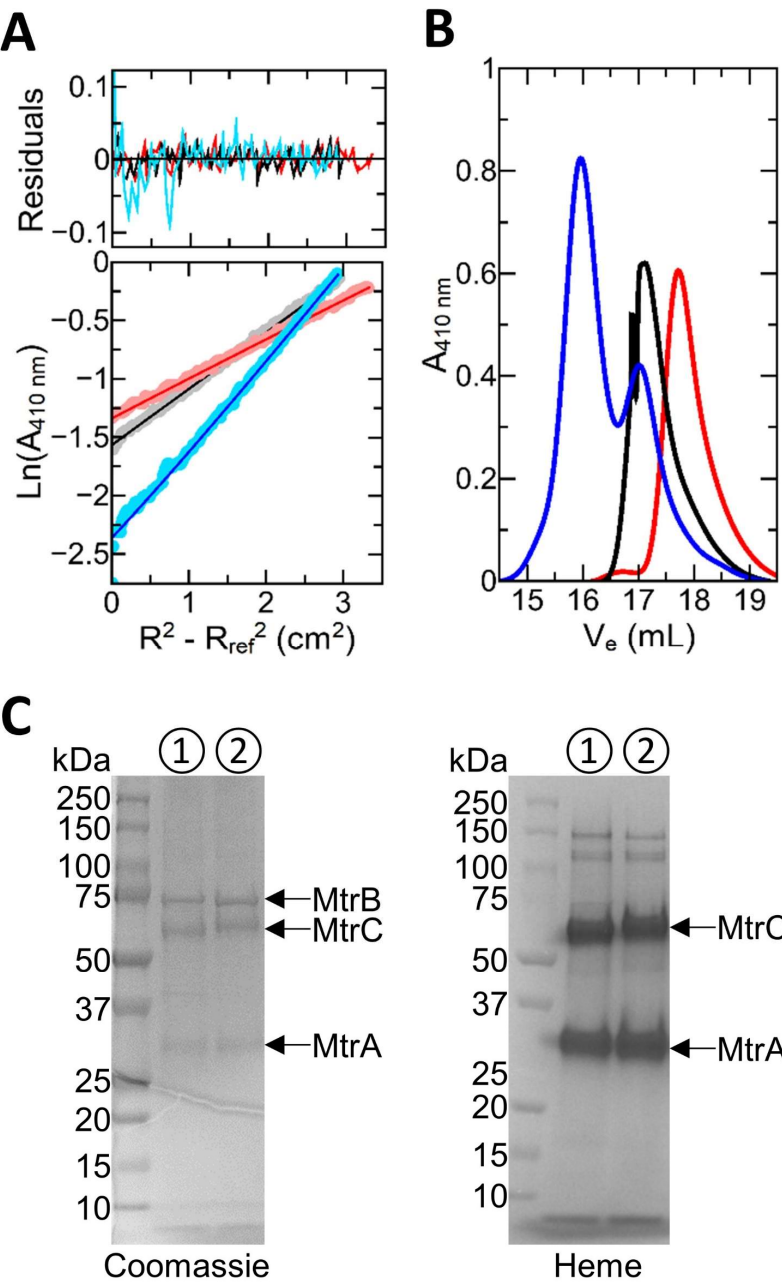 A
Residuals
0.1
0
−0.1
Ln(A410 nm)
0
−0.5
−1
−1.5
−2
−2.5
0 1 2 3
R² - Rref² (cm²)
B
A410 nm
1
0.8
0.6
0.4
0.2
0
15 16 17 18 19
Ve (mL)
C
kDa
1 2
250
150
100
75
50
37
25
20
15
10
MtrB
MtrC
MtrA
Coomassie
kDa
1 2
250
150
100
75
50
37
25
20
15
10
MtrC
MtrA
Heme